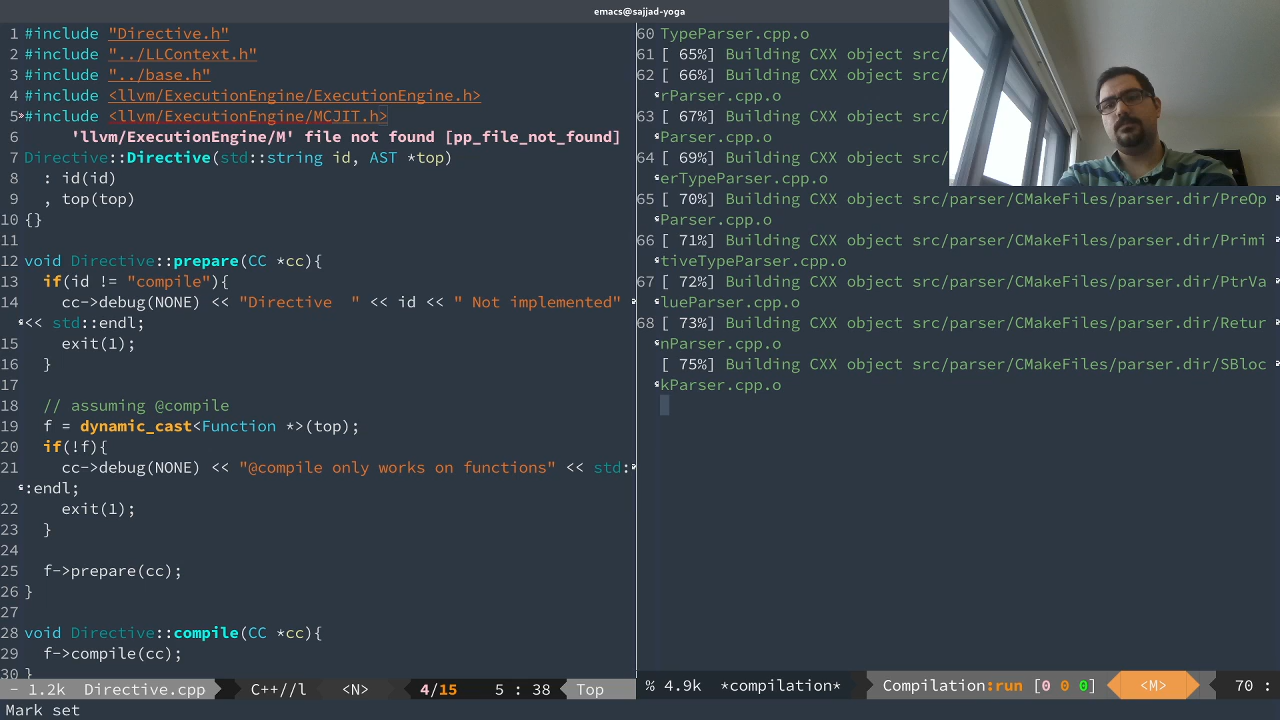 emacs@sajjad-yoga
1 #include "Directive.h"
2 #include "../LLContext.h"
3 #include "../base.h"
4 #include <llvm/ExecutionEngine/ExecutionEngine.h>
5 #include <llvm/ExecutionEngine/MCJIT.h>
6 'llvm/ExecutionEngine/M' file not found [pp_file_not_found]
7 Directive::Directive(std::string id, AST *top)
8 : id(id)
9 , top(top)
10 {}
11
12 void Directive::prepare(CC *cc){
13 if(id != "compile"){
14 cc->debug(NONE) << "Directive  " << id << " Not implemented"
<< std::endl;
15 exit(1);
16 }
17
18 // assuming @compile
19 f = dynamic_cast<Function *>(top);
20 if(!f){
21 cc->debug(NONE) << "@compile only works on functions" << std:
:endl;
22 exit(1);
23 }
24
25 f->prepare(cc);
26 }
27
28 void Directive::compile(CC *cc){
29 f->compile(cc);
30 }
- 1.2k Directive.cpp C++//l <N> 4/15 5 : 38 Top
60 TypeParser.cpp.o
61 [ 65%] Building CXX object src/
62 [ 66%] Building CXX object src/
rParser.cpp.o
63 [ 67%] Building CXX object src/
Parser.cpp.o
64 [ 69%] Building CXX object src/
erTypeParser.cpp.o
65 [ 70%] Building CXX object src/parser/CMakeFiles/parser.dir/PreOp
Parser.cpp.o
66 [ 71%] Building CXX object src/parser/CMakeFiles/parser.dir/Primi
tiveTypeParser.cpp.o
67 [ 72%] Building CXX object src/parser/CMakeFiles/parser.dir/PtrVa
lueParser.cpp.o
68 [ 73%] Building CXX object src/parser/CMakeFiles/parser.dir/Retur
nParser.cpp.o
[ 75%] Building CXX object src/parser/CMakeFiles/parser.dir/SBloc
kParser.cpp.o
% 4.9k *compilation* Compilation:run [0 0 0] <M> 70 :
Mark set